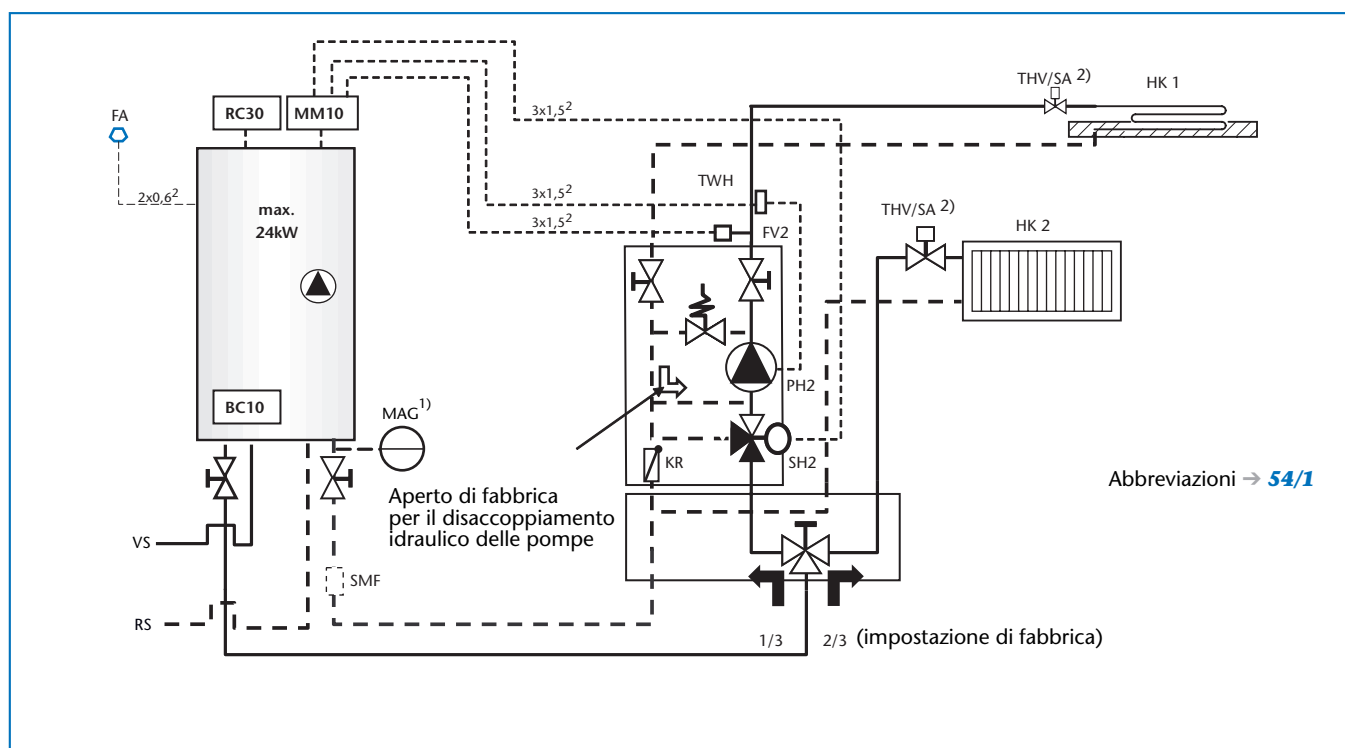 THV/SA 2)
HK 1
RC30
MM10
FA
3x1,5²
2x0,6²
TWH
3x1,5²
max.
24kW
3x1,5²
FV2
THV/SA 2)
HK 2
BC10
MAG 1)
PH2
KR
SH2
Abbreviazioni → 54/1
Aperto di fabbrica
per il disaccoppiamento
idraulico delle pompe
VS
SMF
RS
1/3
2/3 (impostazione di fabbrica)